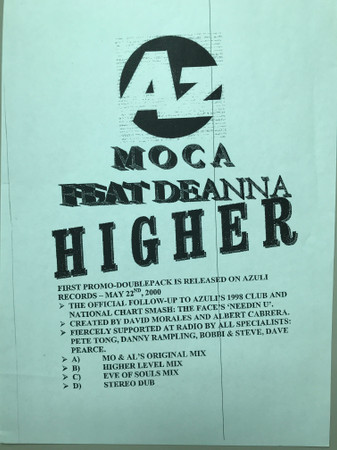 Az
MOCA
FEAT DEANNA
HIGHER
FIRST PROMO-DOUBLEPACK IS RELEASED ON AZULI
RECORDS – MAY 22ND, 2000
➢ THE OFFICIAL FOLLOW-UP TO AZULI'S 1998 CLUB AND
NATIONAL CHART SMASH: THE FACE'S 'NEEDIN U'.
➢ CREATED BY DAVID MORALES AND ALBERT CABRERA.
➢ FIERCELY SUPPORTED AT RADIO BY ALL SPECIALISTS:
PETE TONG, DANNY RAMPLING, BOBBI & STEVE, DAVE
PEARCE.
➢ A) MO & AL'S ORIGINAL MIX
➢ B) HIGHER LEVEL MIX
➢ C) EVE OF SOULS MIX
➢ D) STEREO DUB